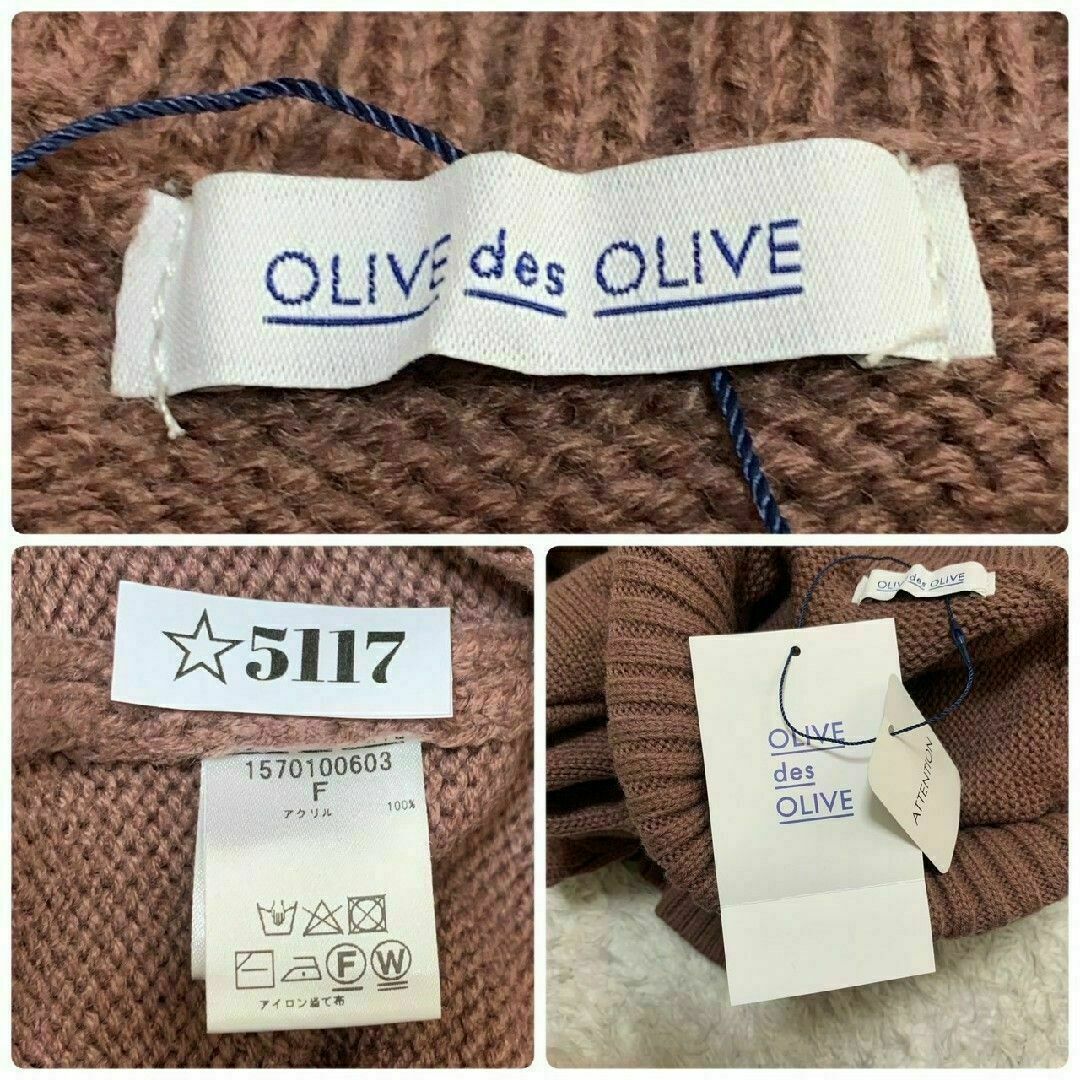 OLIVE des OLIVE
☆5117
1570100603
F
アクリル 100%
F W
アイロン当て布
OLIVE des OLIVE
OLIVE
des
OLIVE
ATTENTION